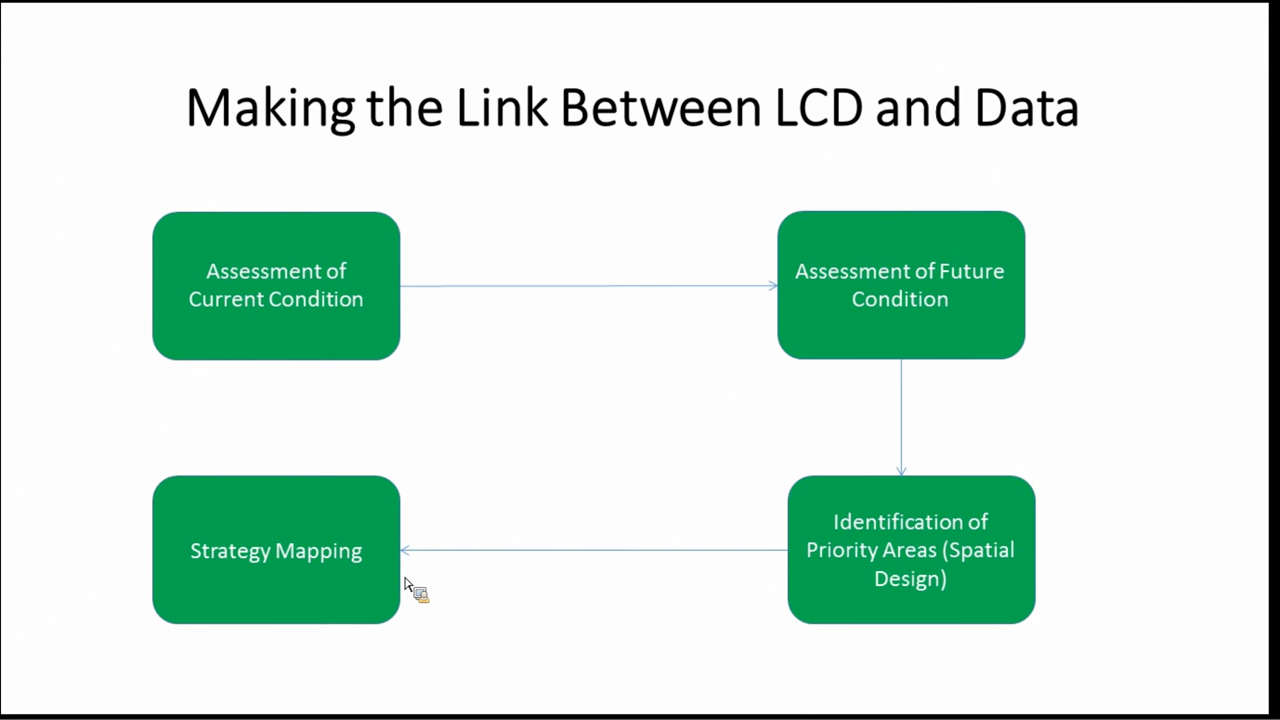 Making the Link Between LCD and Data
Assessment of
Current Condition
Assessment of Future
Condition
Strategy Mapping
Identification of
Priority Areas (Spatial
Design)